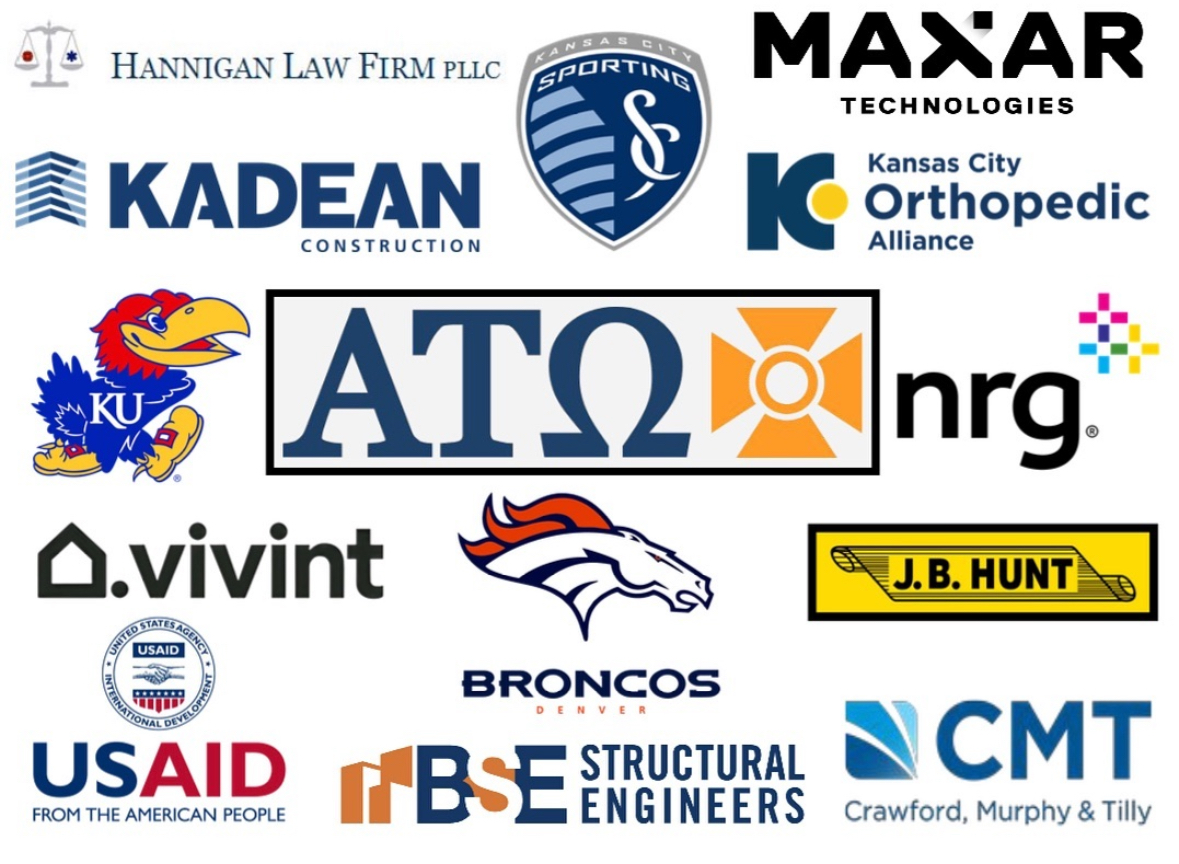 HANNIGAN LAW FIRM PLLC
KANSAS CITY
SPORTING
SC
MAXAR
TECHNOLOGIES
KADEAN
CONSTRUCTION
KC
Kansas City
Orthopedic
Alliance
KU
®
ΑΤΩ
nrg®
.vivint
BRONCOS
DENVER
J.B. HUNT
UNITED STATES AGENCY
USAID
INTERNATIONAL DEVELOPMENT
USAID
FROM THE AMERICAN PEOPLE
BSE
STRUCTURAL
ENGINEERS
CMT
Crawford, Murphy & Tilly